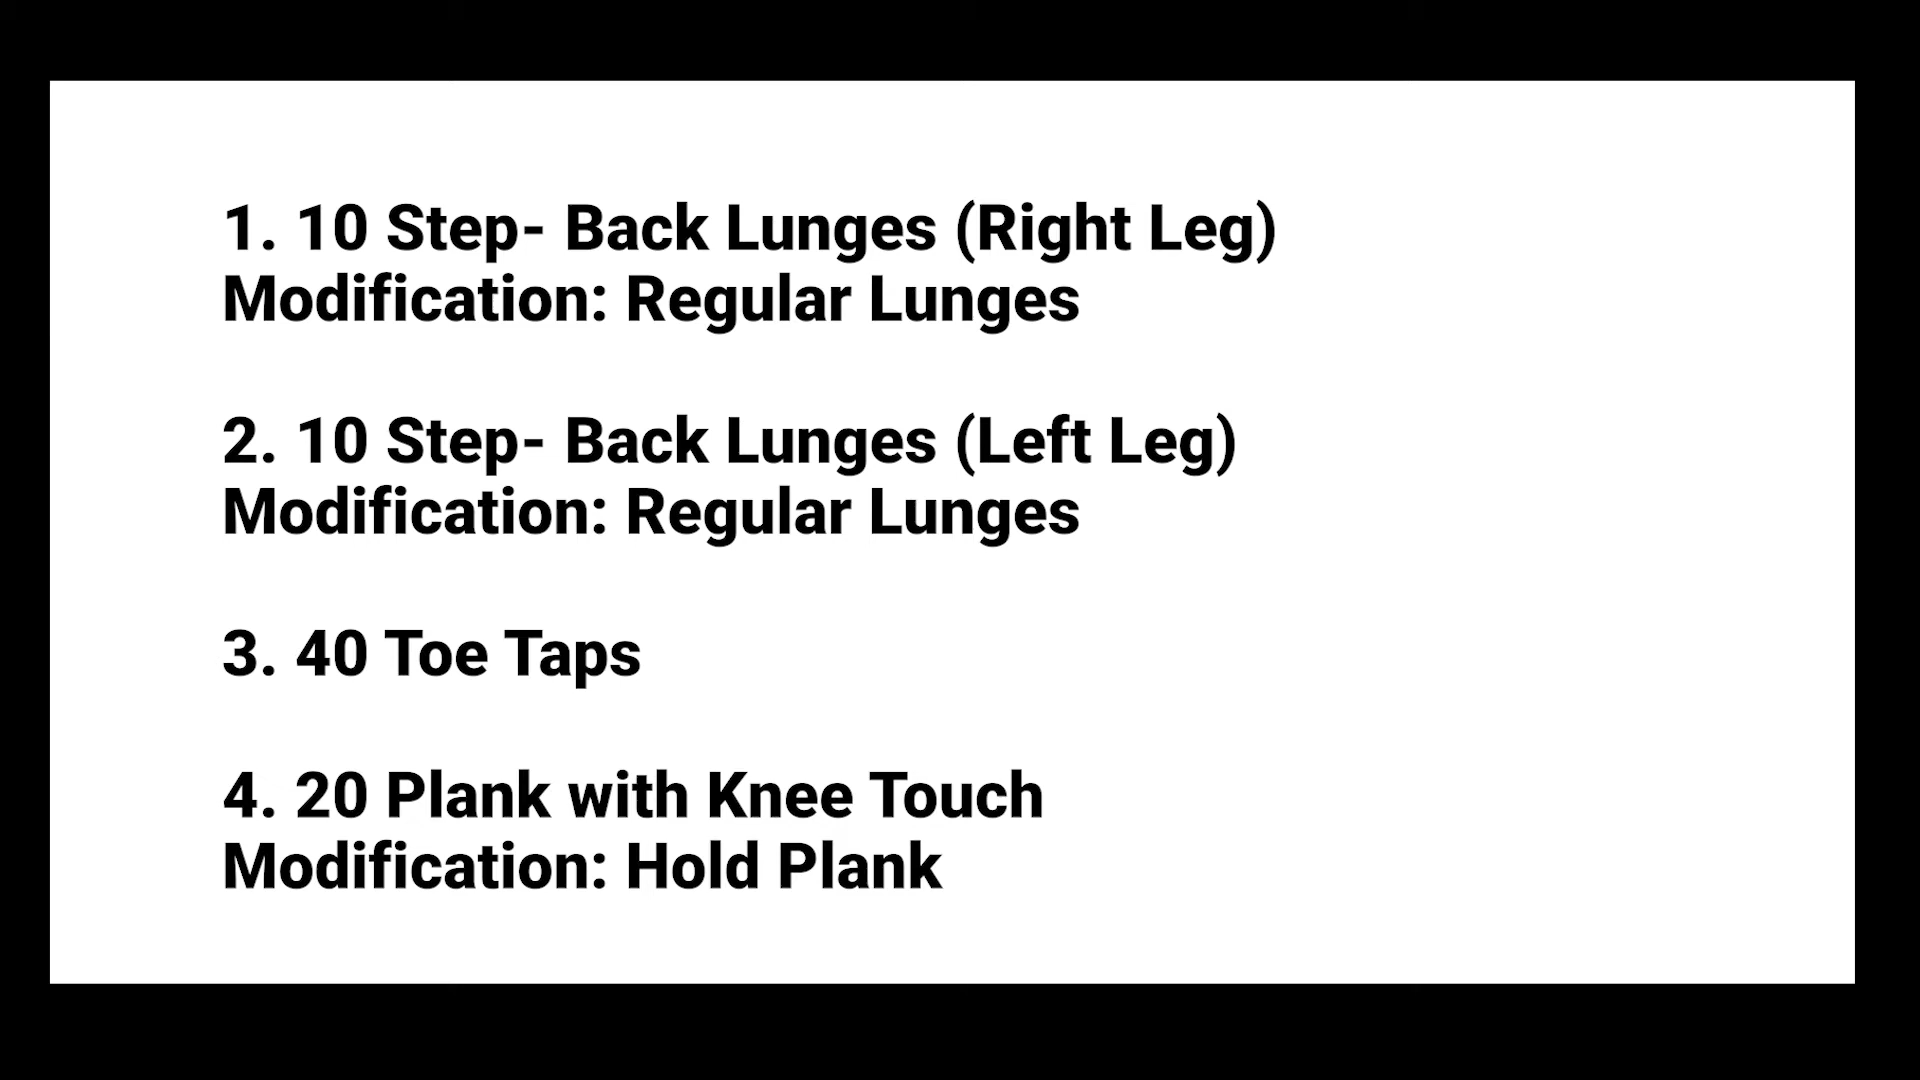 1. 10 Step- Back Lunges (Right Leg)
Modification: Regular Lunges
2. 10 Step- Back Lunges (Left Leg)
Modification: Regular Lunges
3. 40 Toe Taps
4. 20 Plank with Knee Touch
Modification: Hold Plank